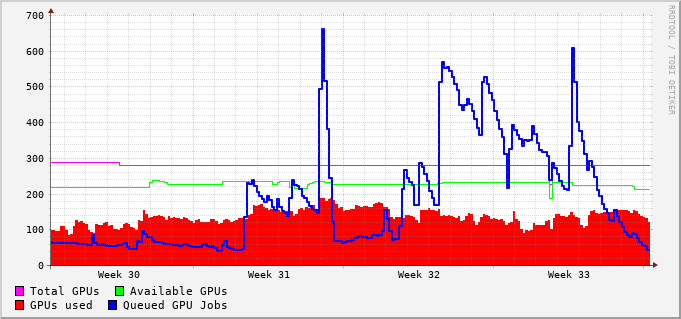 700
600
500
400
300
200
100
0
Week 30 Week 31 Week 32 Week 33
Total GPUs Available GPUs
GPUs used Queued GPU Jobs
RRDTOOL / TOBI OETIKER